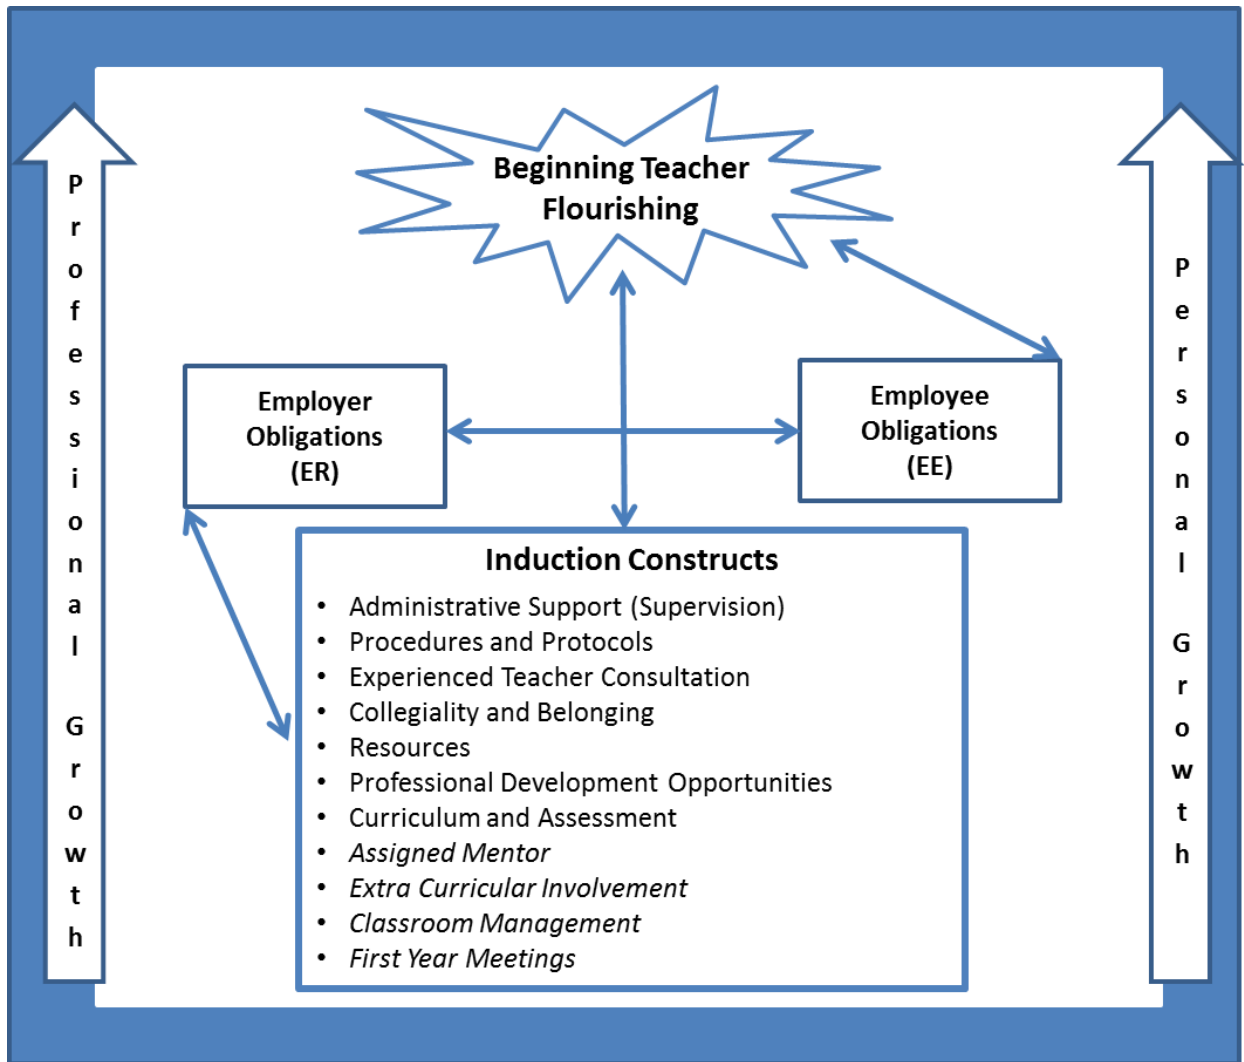 Beginning Teacher
Flourishing
Professional Growth
Personal Growth
Employer
Obligations
(ER)
Employee
Obligations
(EE)
Induction Constructs
• Administrative Support (Supervision)
• Procedures and Protocols
• Experienced Teacher Consultation
• Collegiality and Belonging
• Resources
• Professional Development Opportunities
• Curriculum and Assessment
• Assigned Mentor
• Extra Curricular Involvement
• Classroom Management
• First Year Meetings